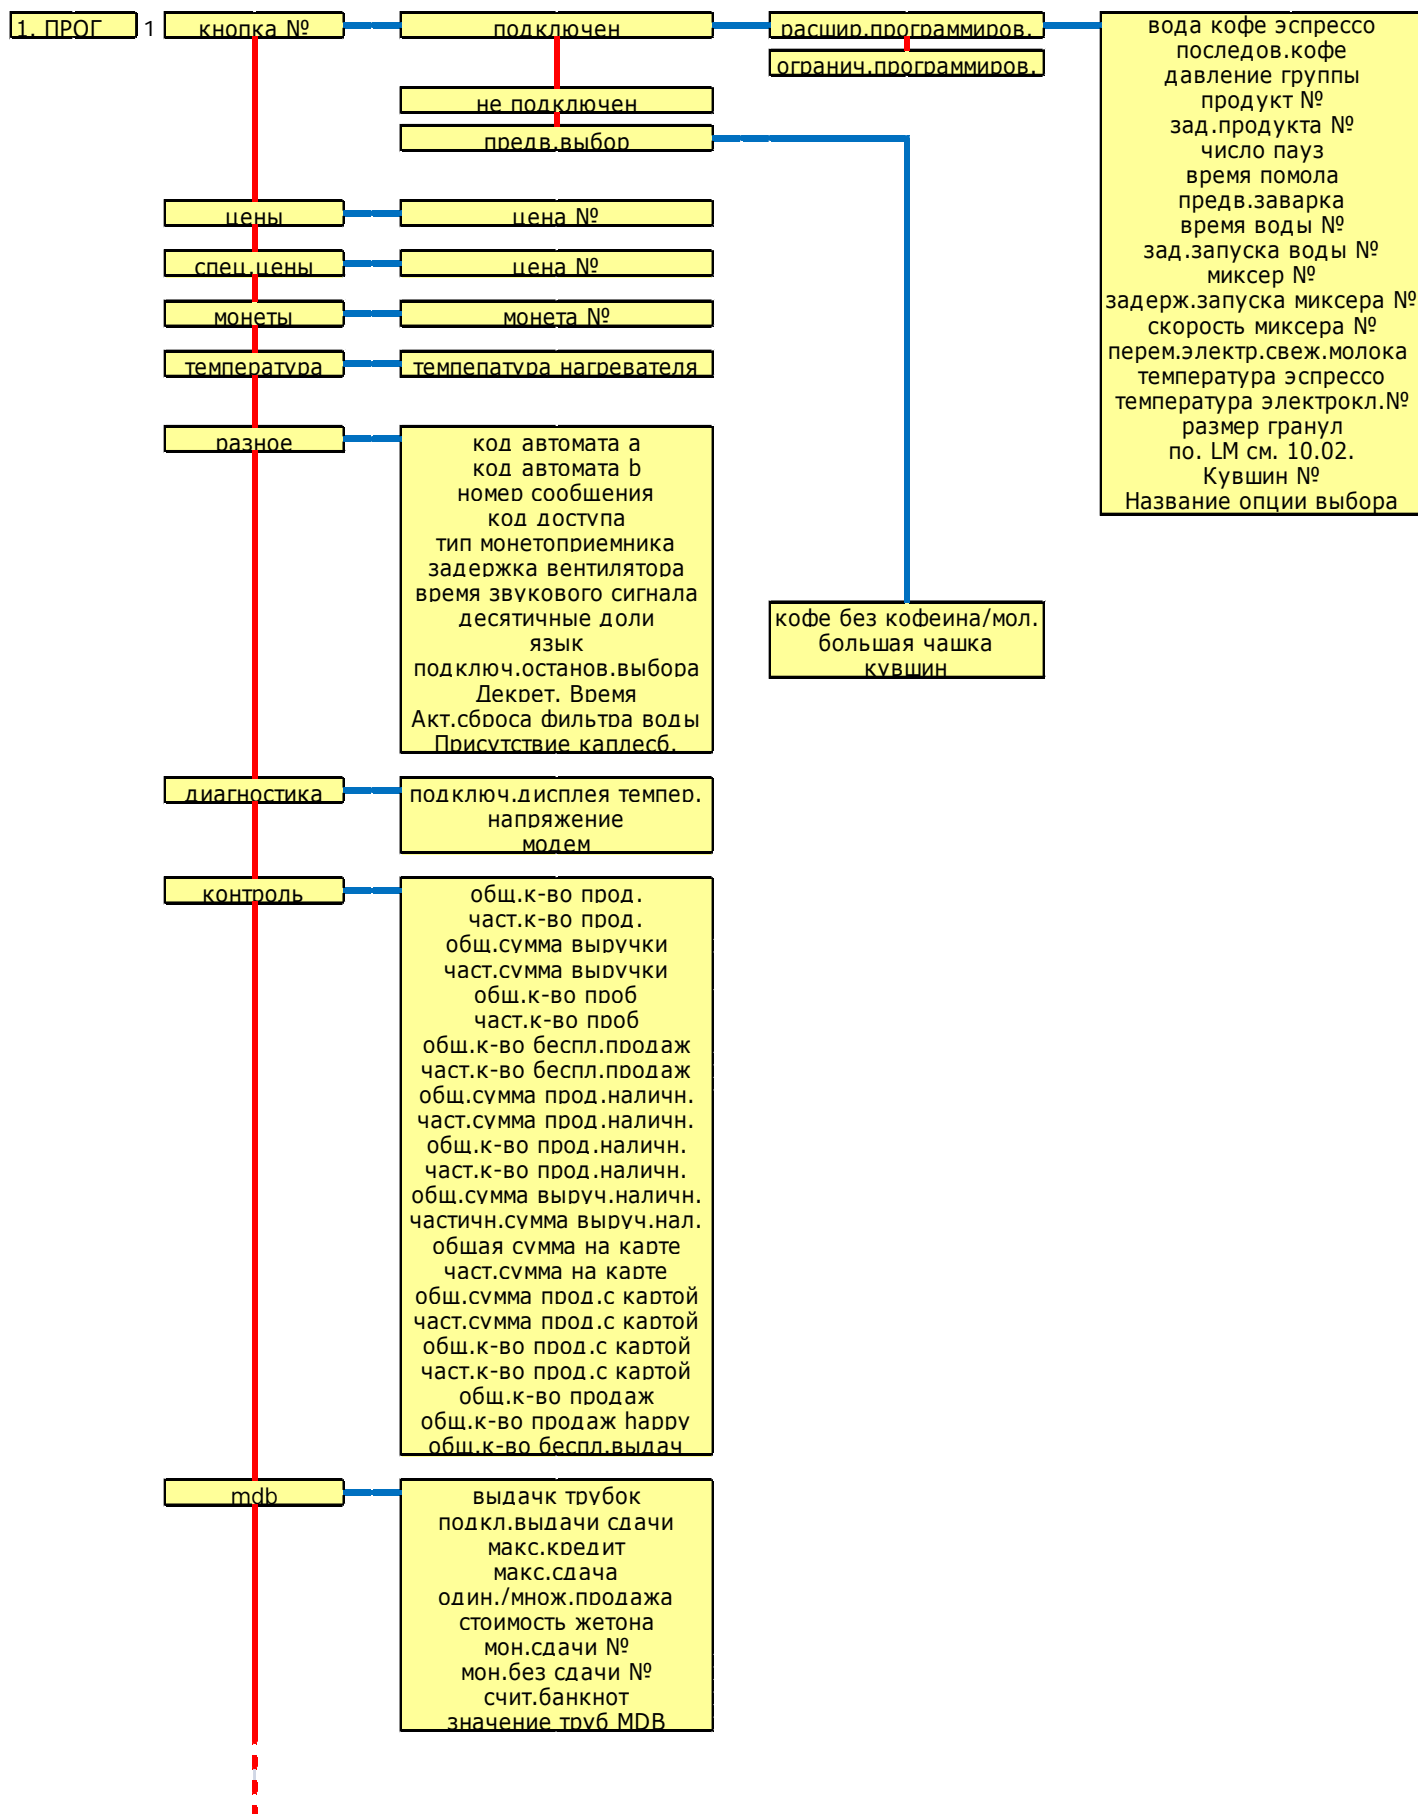 1. ПРОГ
1
кнопка №
подключен
расшир.программиров.
огранич.программиров.
вода кофе эспрессо
последов.кофе
давление группы
продукт №
зад.продукта №
число пауз
время помола
предв.заварка
время воды №
зад.запуска воды №
миксер №
задерж.запуска миксера №
скорость миксера №
перем.электр.свеж.молока
температура эспрессо
температура электрокл.№
размер гранул
по. LM см. 10.02.
Кувшин №
Название опции выбора
не подключен
предв.выбор
кофе без кофеина/мол.
большая чашка
кувшин
цены
цена №
спец.цены
цена №
монеты
монета №
температура
темпепатура нагревателя
разное
код автомата a
код автомата b
номер сообщения
код доступа
тип монетоприемника
задержка вентилятора
время звукового сигнала
десятичные доли
язык
подключ.останов.выбора
Декрет. Время
Акт.сброса фильтра воды
Присутствие каплесб.
диагностика
подключ.дисплея темпер.
напряжение
модем
контроль
общ.к-во прод.
част.к-во прод.
общ.сумма выручки
част.сумма выручки
общ.к-во проб
част.к-во проб
общ.к-во беспл.продаж
част.к-во беспл.продаж
общ.сумма прод.наличн.
част.сумма прод.наличн.
общ.к-во прод.наличн.
част.к-во прод.наличн.
общ.сумма выруч.наличн.
частичн.сумма выруч.нал.
общая сумма на карте
част.сумма на карте
общ.сумма прод.с картой
част.сумма прод.с картой
общ.к-во прод.с картой
част.к-во прод.с картой
общ.к-во продаж
общ.к-во продаж happy
общ.к-во беспл.выдач
mdb
выдачк трубок
подкл.выдачи сдачи
макс.кредит
макс.сдача
один./множ.продажа
стоимость жетона
мон.сдачи №
мон.без сдачи №
счит.банкнот
значение труб MDB